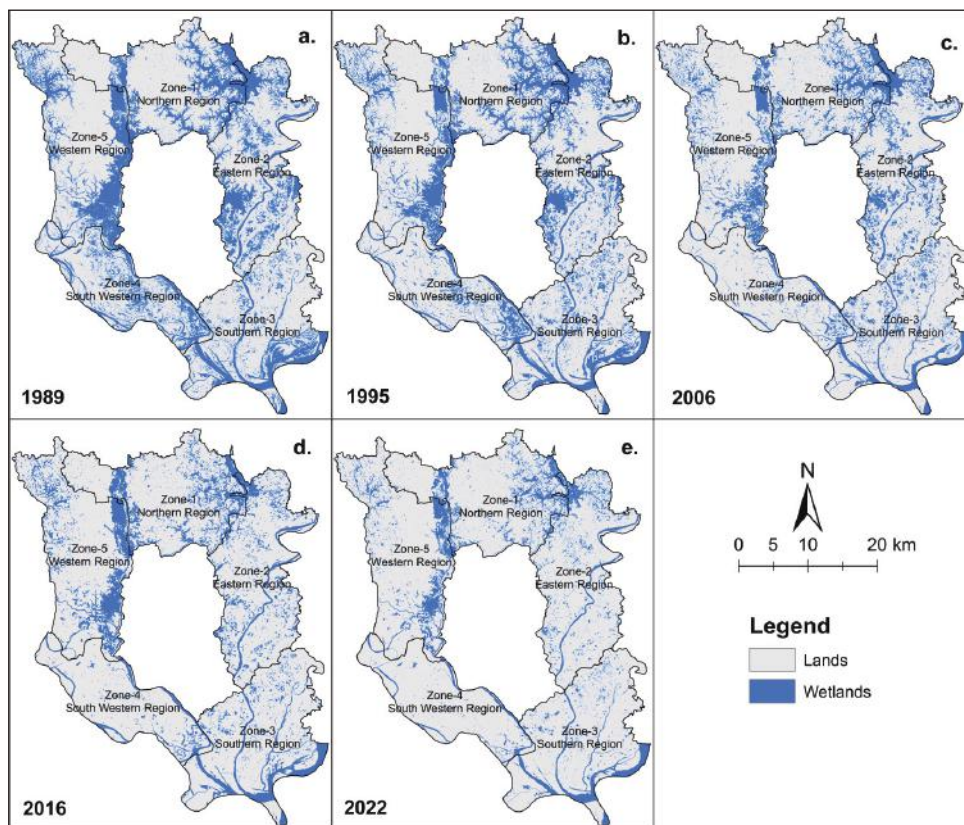 a.
Zone-1
Northern Region
Zone-5
Western Region
Zone-2
Eastern Region
Zone-4
South Western Region
Zone-3
Southern Region
1989
b.
Zone-1
Northern Region
Zone-5
Western Region
Zone-2
Eastern Region
Zone-4
South Western Region
Zone-3
Southern Region
1995
c.
Zone-1
Northern Region
Zone-5
Western Region
Zone-2
Eastern Region
Zone-4
South Western Region
Zone-3
Southern Region
2006
d.
Zone-1
Northern Region
Zone-5
Western Region
Zone-2
Eastern Region
Zone-4
South Western Region
Zone-3
Southern Region
2016
e.
Zone-1
Northern Region
Zone-5
Western Region
Zone-2
Eastern Region
Zone-4
South Western Region
Zone-3
Southern Region
2022
N
0 5 10 20 km
Legend
Lands
Wetlands